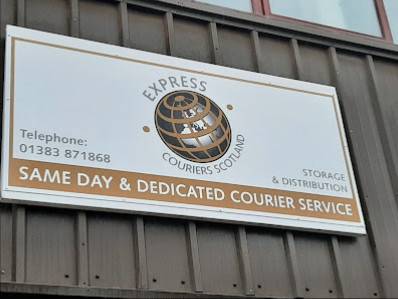 EXPRESS
COURIERS SCOTLAND
Telephone:
01383 871868
STORAGE
& DISTRIBUTION
SAME DAY & DEDICATED COURIER SERVICE